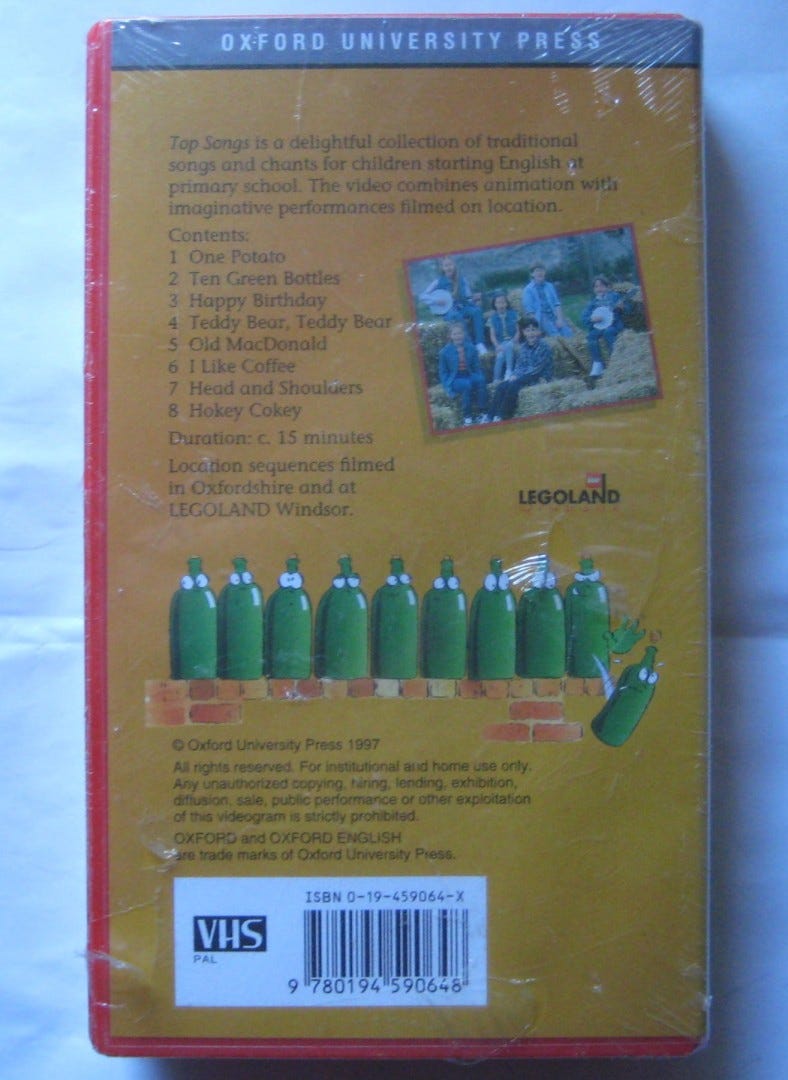 OXFORD UNIVERSITY PRESS
Top Songs is a delightful collection of traditional
songs and chants for children starting English at
primary school. The video combines animation with
imaginative performances filmed on location.
Contents:
1 One Potato
2 Ten Green Bottles
3 Happy Birthday
4 Teddy Bear, Teddy Bear
5 Old MacDonald
6 I Like Coffee
7 Head and Shoulders
8 Hokey Cokey
Duration: c. 15 minutes
Location sequences filmed
in Oxfordshire and at
LEGOLAND Windsor.
LEGOLAND
© Oxford University Press 1997
All rights reserved. For institutional and home use only.
Any unauthorized copying, hiring, lending, exhibition,
diffusion, sale, public performance or other exploitation
of this videogram is strictly prohibited.
OXFORD and OXFORD ENGLISH
are trade marks of Oxford University Press.
ISBN 0-19-459064-X
VHS
PAL
9 780194 590648